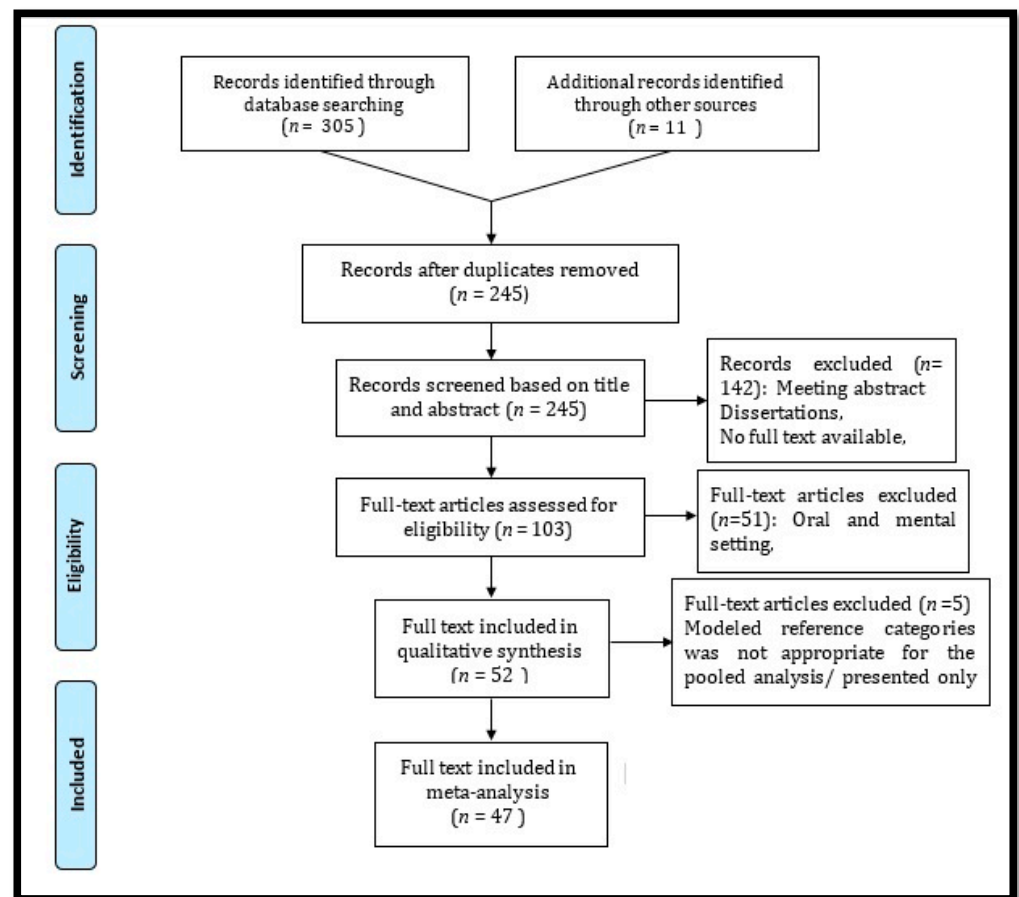 Identification
Records identified through
database searching
(n = 305 )
Additional records identified
through other sources
(n = 11 )
Screening
Records after duplicates removed
(n = 245)
Records screened based on title
and abstract (n = 245)
Records excluded (n=
142): Meeting abstract
Dissertations,
No full text available,
Eligibility
Full-text articles assessed for
eligibility (n = 103)
Full-text articles excluded
(n=51): Oral and mental
setting,
Full text included in
qualitative synthesis
(n = 52 )
Full-text articles excluded (n =5)
Modeled reference categories
was not appropriate for the
pooled analysis/ presented only
Included
Full text included in
meta-analysis
(n = 47 )